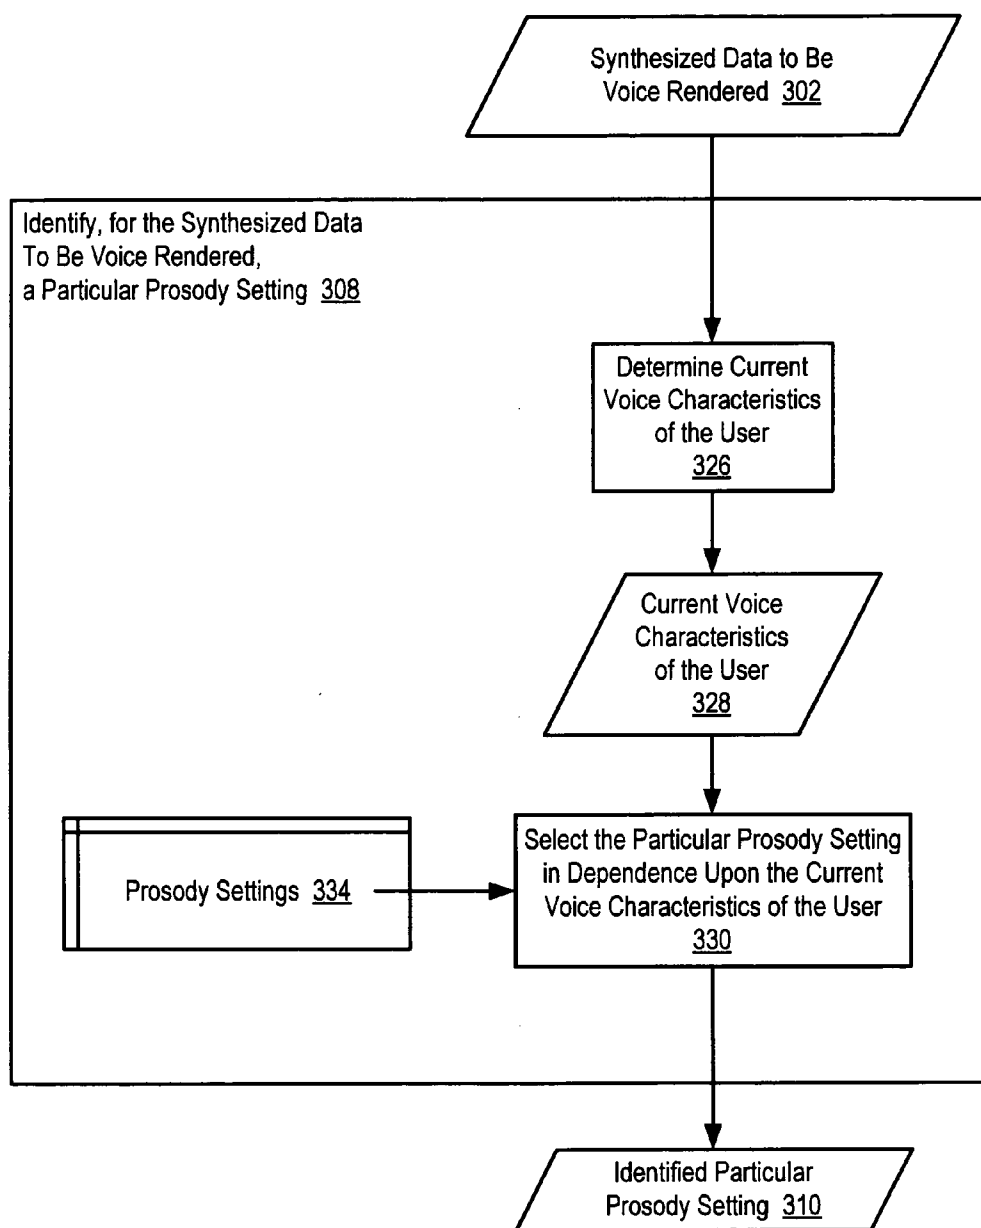 Synthesized Data to Be
Voice Rendered 302
Identify, for the Synthesized Data
To Be Voice Rendered,
a Particular Prosody Setting 308
Determine Current
Voice Characteristics
of the User
326
Current Voice
Characteristics
of the User
328
Prosody Settings 334
Select the Particular Prosody Setting
in Dependence Upon the Current
Voice Characteristics of the User
330
Identified Particular
Prosody Setting 310